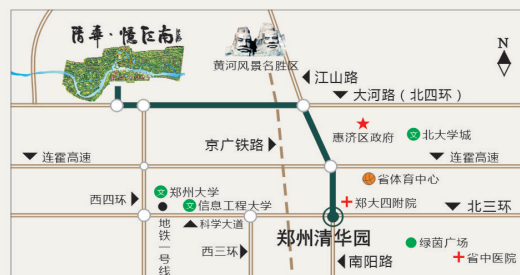 清華·憶江南
黄河风景名胜区
N
江山路
大河路（北四环）
惠济区政府
北大学城
文
京广铁路
连霍高速
连霍高速
省体育中心
西四环
文
郑州大学
文
信息工程大学
郑大四附院
北三环
科学大道
地铁一号线
西三环
郑州清华园
南阳路
绿茵广场
省中医院